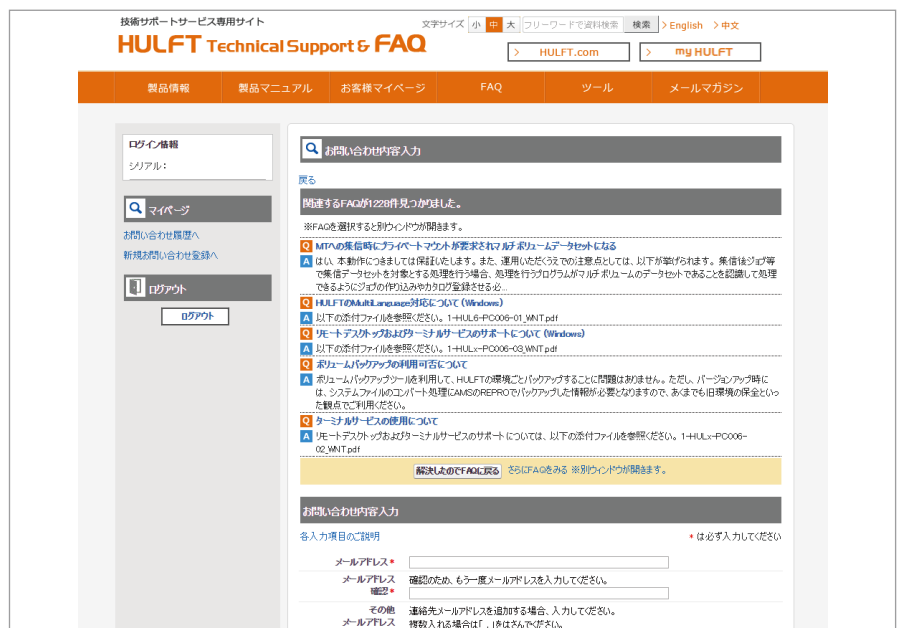 技術サポートサービス専用サイト
HULFT Technical Support & FAQ
文字サイズ 小 中 大 フリーワードで資料検索 検索 >English >中文
> HULFT.com > my HULFT
製品情報 製品マニュアル お客様マイページ FAQ ツール メールマガジン
ログイン情報
シリアル：
マイページ
お問い合わせ履歴へ
新規お問い合わせ登録へ
ログアウト
ログアウト
お問い合わせ内容入力
戻る
関連するFAQが1228件見つかりました。
※FAQを選択すると別ウィンドウが開きます。
Q MTへの集信時にプライベートマウントが要求されマルチボリュームデータセットになる
A はい、本動作につきましては保証いたします。また、運用いただくうえでの注意点としては、以下が挙げられます。 集信後ジョブ等
で集信データセットを対象とする処理を行う場合、処理を行うプログラムがマルチボリュームのデータセットであることを認識して処理
できるようにジョブの作り込みやカタログ登録させる必...
Q HULFTのMultiLanguage対応について（Windows）
A 以下の添付ファイルを参照ください。 1-HUL6-PC006-01_WNT.pdf
Q リモートデスクトップおよびターミナルサービスのサポートについて（Windows）
A 以下の添付ファイルを参照ください。 1-HULx-PC006-03_WNT.pdf
Q ボリュームバックアップの利用可否について
A ボリュームバックアップツールを利用して、HULFTの環境ごとバックアップすることに問題はありません。ただし、バージョンアップ時に
は、システムファイルのコンバート処理にAMSのREPROでバックアップした情報が必要となりますので、あくまでも旧環境の保全といっ
た観点でご利用ください。
Q ターミナルサービスの使用について
A リモートデスクトップおよびターミナルサービスのサポートについては、以下の添付ファイルを参照ください。 1-HULx-PC006-
02_WNT.pdf
解決したのでFAQに戻る さらにFAQをみる ※別ウィンドウが開きます。
お問い合わせ内容入力
各入力項目のご説明
* は必ず入力してください
メールアドレス*
メールアドレス 確認のため、もう一度メールアドレスを入力してください。
確認*
その他 連絡先メールアドレスを追加する場合、入力してください。
メールアドレス 複数入れる場合は「，」をはさんでください。